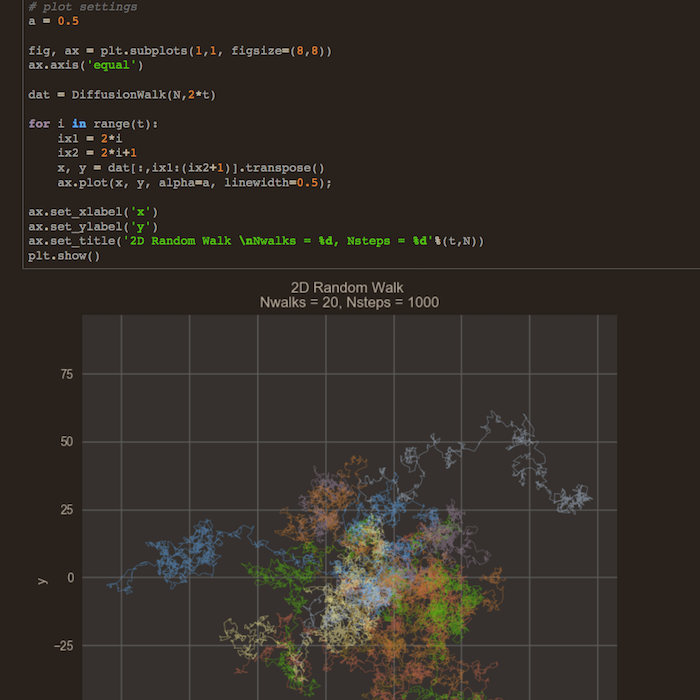 # plot settings
a = 0.5
fig, ax = plt.subplots(1,1, figsize=(8,8))
ax.axis('equal')
dat = DiffusionWalk(N,2*t)
for i in range(t):
    ix1 = 2*i
    ix2 = 2*i+1
    x, y = dat[:,ix1:(ix2+1)].transpose()
    ax.plot(x, y, alpha=a, linewidth=0.5);
ax.set_xlabel('x')
ax.set_ylabel('y')
ax.set_title('2D Random Walk \nNwalks = %d, Nsteps = %d'%(t,N))
plt.show()
2D Random Walk
Nwalks = 20, Nsteps = 1000
75
50
25
0
−25
y